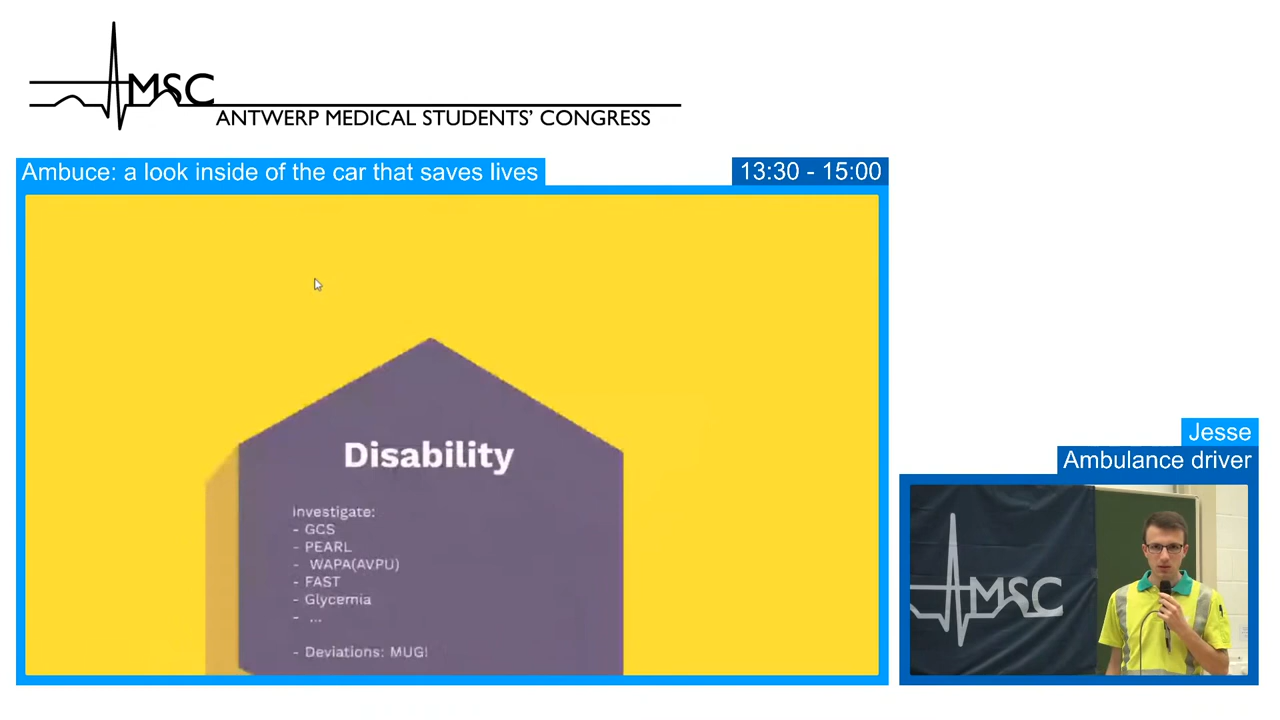 MSC
ANTWERP MEDICAL STUDENTS' CONGRESS
Ambuce: a look inside of the car that saves lives
13:30 - 15:00
Disability
Investigate:
- GCS
- PEARL
- WAPA(AVPU)
- FAST
- Glycemia
- ...
- Deviations: MUG!
Jesse
Ambulance driver
MSC